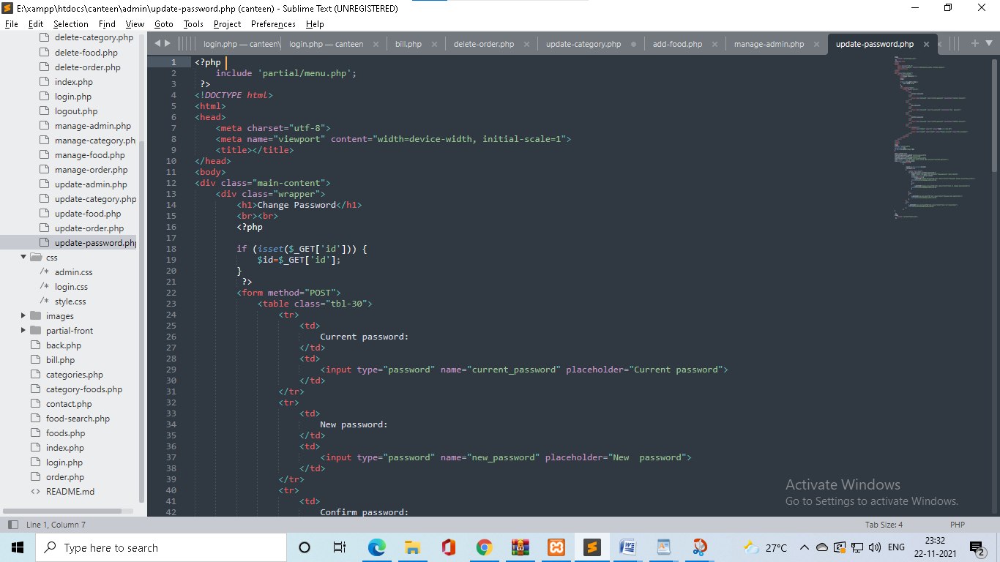 E:\xampp\htdocs\canteen\admin\update-password.php (canteen) - Sublime Text (UNREGISTERED)
File Edit Selection Find View Goto Tools Project Preferences Help
delete-category.php
delete-food.php
delete-order.php
index.php
login.php
logout.php
manage-admin.php
manage-category.ph
manage-food.php
manage-order.php
update-admin.php
update-category.php
update-food.php
update-order.php
update-password.php
css
/* admin.css
/* login.css
/* style.css
images
partial-front
back.php
bill.php
categories.php
category-foods.php
contact.php
food-search.php
foods.php
index.php
login.php
order.php
<> README.md
login.php — canteen\ login.php — canteen × bill.php × delete-order.php × update-category.php add-food.php × manage-admin.php × update-password.php ×
1 <?php
2 include 'partial/menu.php';
3 ?>
4 <!DOCTYPE html>
5 <html>
6 <head>
7 <meta charset="utf-8">
8 <meta name="viewport" content="width=device-width, initial-scale=1">
9 <title></title>
10 </head>
11 <body>
12 <div class="main-content">
13 <div class="wrapper">
14 <h1>Change Password</h1>
15 <br><br>
16 <?php
17
18 if (isset($_GET['id'])) {
19 $id=$_GET['id'];
20 }
21 ?>
22 <form method="POST">
23 <table class="tbl-30">
24 <tr>
25 <td>
26 Current password:
27 </td>
28 <td>
29 <input type="password" name="current_password" placeholder="Current password">
30 </td>
31 </tr>
32 <tr>
33 <td>
34 New password:
35 </td>
36 <td>
37 <input type="password" name="new_password" placeholder="New  password">
38 </td>
39 </tr>
40 <tr>
41 <td>
42 Confirm password:
Activate Windows
Go to Settings to activate Windows.
Line 1, Column 7 Tab Size: 4 PHP
Type here to search 27°C ENG 23:32
22-11-2021 2